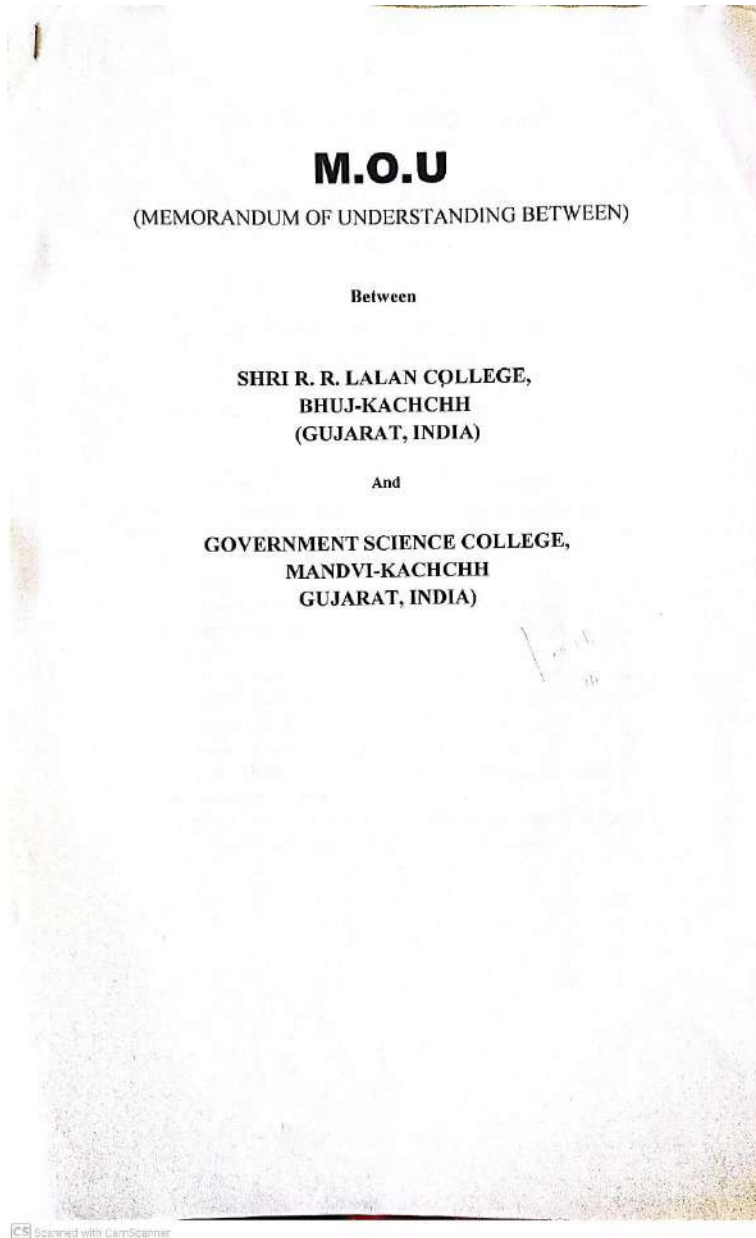 M.O.U
(MEMORANDUM OF UNDERSTANDING BETWEEN)
Between
SHRI R. R. LALAN COLLEGE,
BHUJ-KACHCHH
(GUJARAT, INDIA)
And
GOVERNMENT SCIENCE COLLEGE,
MANDVI-KACHCHH
GUJARAT, INDIA)
CS Scanned with CamScanner